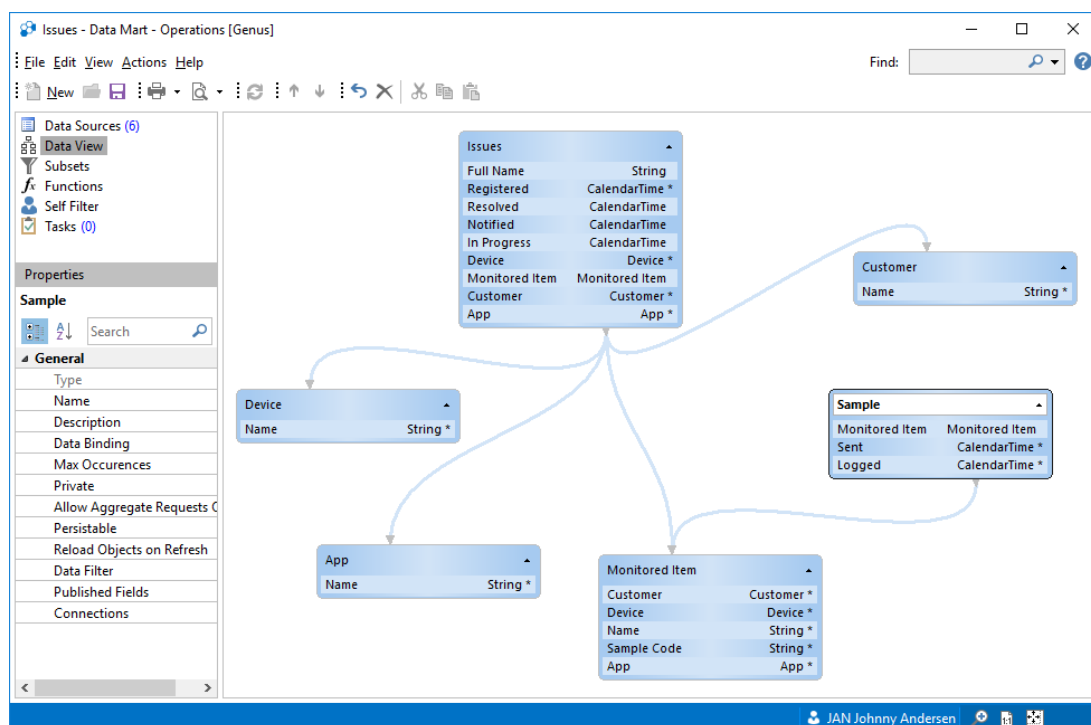 Issues - Data Mart - Operations [Genus]
File Edit View Actions Help
Find:
New
Data Sources (6)
Data View
Subsets
Functions
Self Filter
Tasks (0)
Properties
Sample
Search
General
Type
Name
Description
Data Binding
Max Occurences
Private
Allow Aggregate Requests
Persistable
Reload Objects on Refresh
Data Filter
Published Fields
Connections
Issues
Full Name String
Registered CalendarTime *
Resolved CalendarTime
Notified CalendarTime
In Progress CalendarTime
Device Device *
Monitored Item Monitored Item
Customer Customer *
App App *
Customer
Name String *
Device
Name String *
Sample
Monitored Item Monitored Item
Sent CalendarTime *
Logged CalendarTime *
App
Name String *
Monitored Item
Customer Customer *
Device Device *
Name String *
Sample Code String *
App App *
JAN Johnny Andersen
1:1